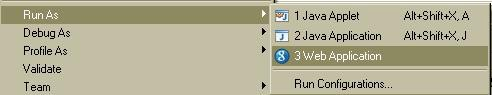 Run As
Debug As
Profile As
Validate
Team
1 Java Applet Alt+Shift+X, A
2 Java Application Alt+Shift+X, J
3 Web Application
Run Configurations...